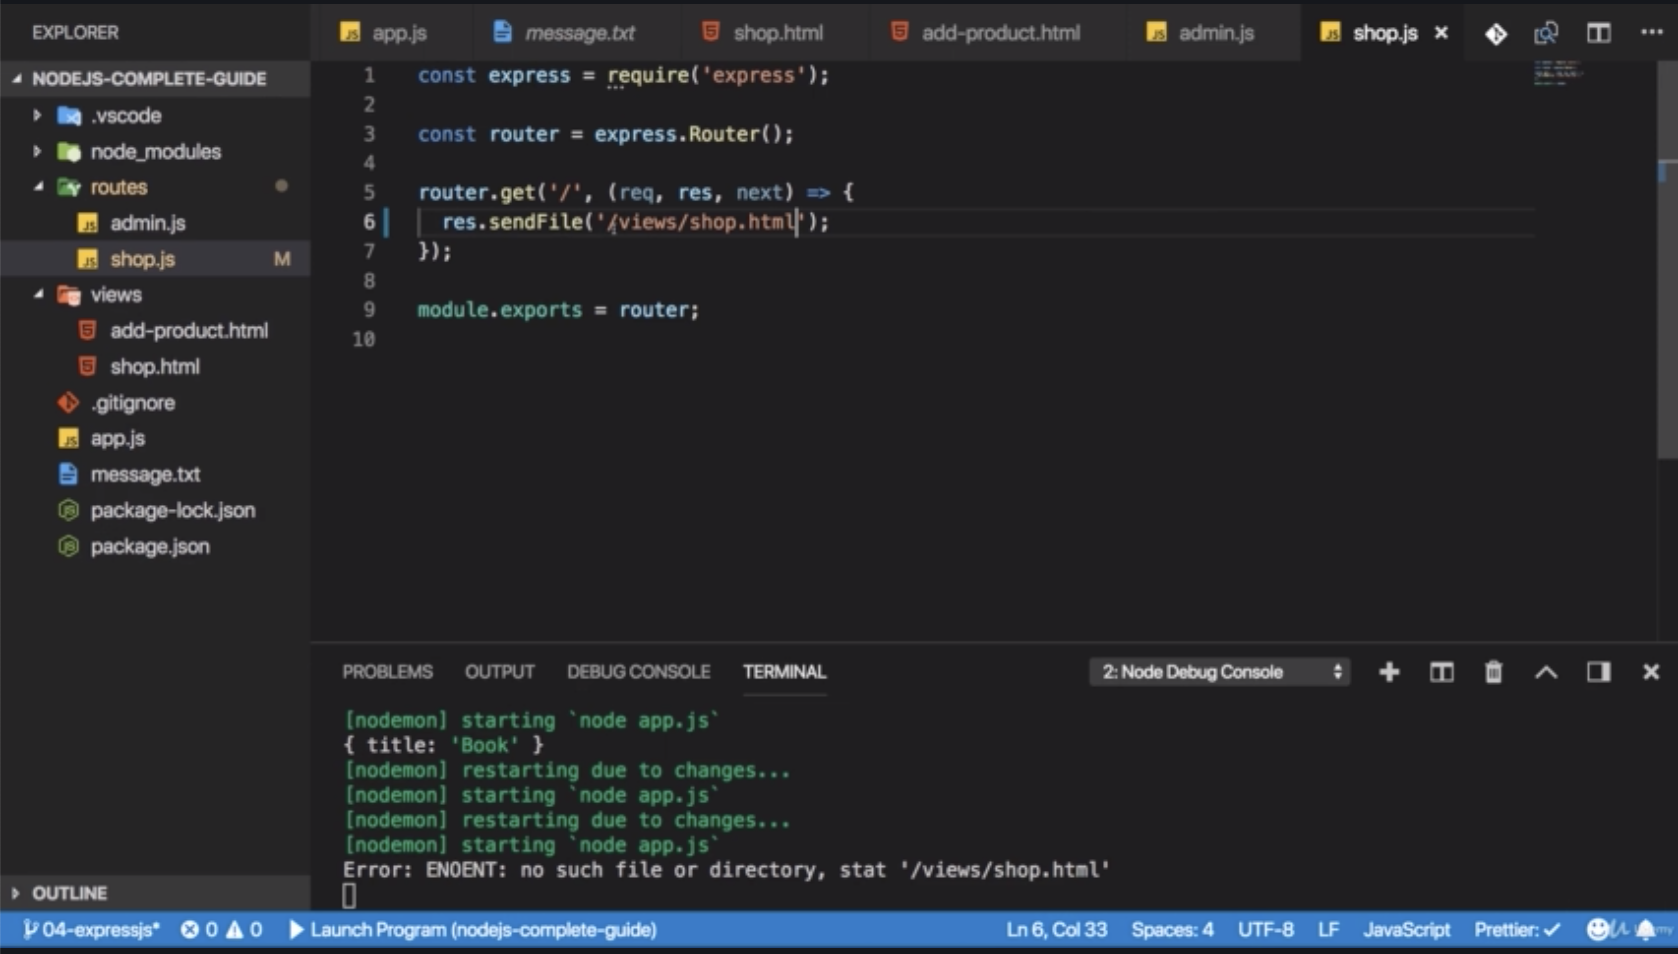 EXPLORER
app.js
message.txt
shop.html
add-product.html
admin.js
shop.js
NODEJS-COMPLETE-GUIDE
.vscode
node_modules
routes
admin.js
shop.js M
views
add-product.html
shop.html
.gitignore
app.js
message.txt
package-lock.json
package.json
OUTLINE
1 const express = require('express');
2
3 const router = express.Router();
4
5 router.get('/', (req, res, next) => {
6 res.sendFile('/views/shop.html');
7 });
8
9 module.exports = router;
10
PROBLEMS OUTPUT DEBUG CONSOLE TERMINAL 2: Node Debug Console
[nodemon] starting `node app.js`
{ title: 'Book' }
[nodemon] restarting due to changes...
[nodemon] starting `node app.js`
[nodemon] restarting due to changes...
[nodemon] starting `node app.js`
Error: ENOENT: no such file or directory, stat '/views/shop.html'
04-expressjs* 0 0 Launch Program (nodejs-complete-guide) Ln 6, Col 33 Spaces: 4 UTF-8 LF JavaScript Prettier: ✓